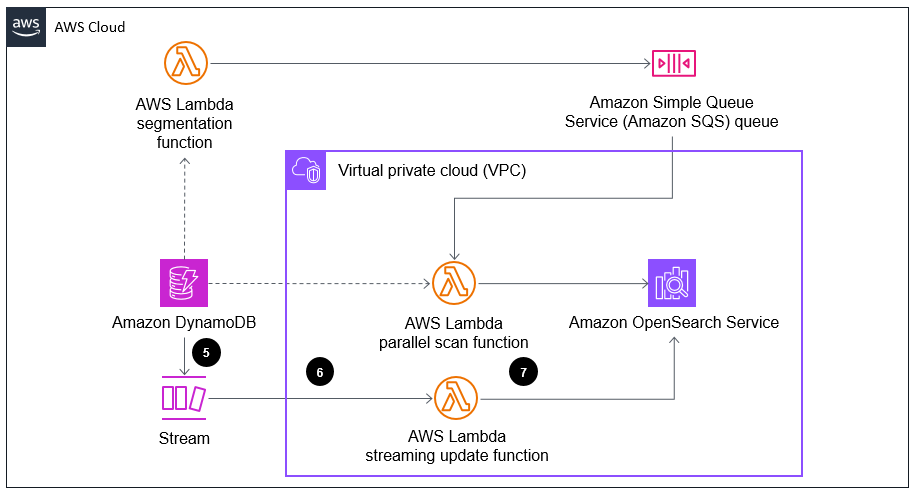 aws
AWS Cloud
AWS Lambda
segmentation
function
Amazon Simple Queue
Service (Amazon SQS) queue
Virtual private cloud (VPC)
Amazon DynamoDB
AWS Lambda
parallel scan function
Amazon OpenSearch Service
5
6
7
Stream
AWS Lambda
streaming update function